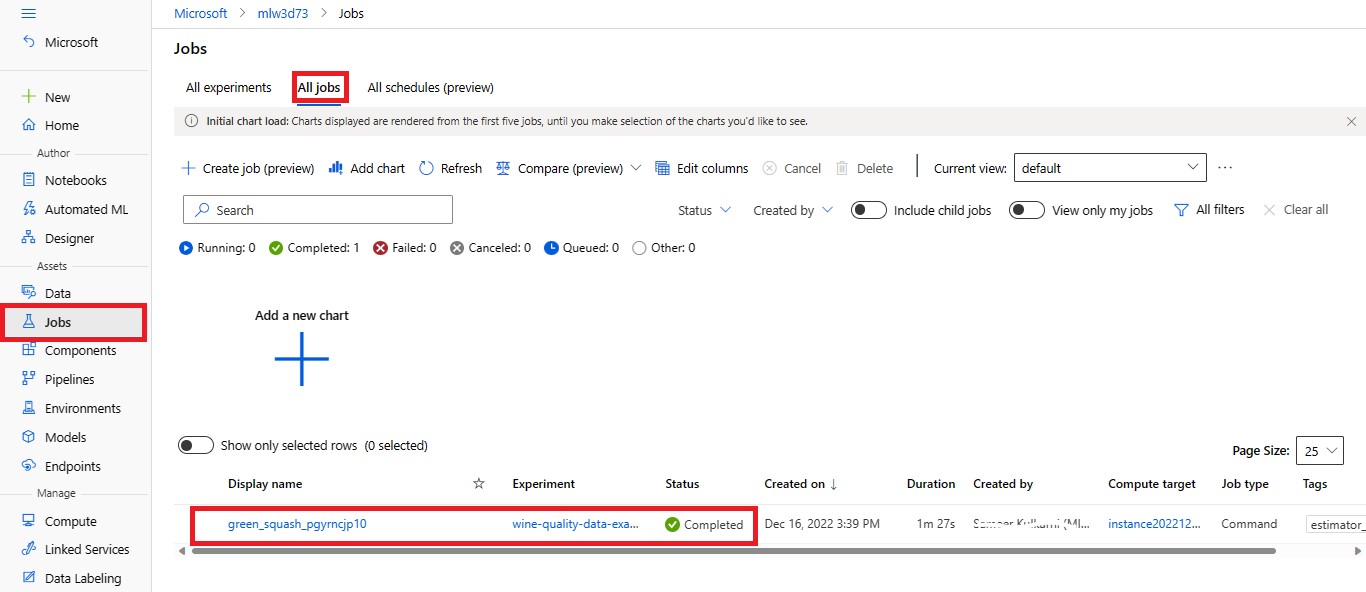 Microsoft > mlw3d73 > Jobs
Microsoft
New
Home
Author
Notebooks
Automated ML
Designer
Assets
Data
Jobs
Components
Pipelines
Environments
Models
Endpoints
Manage
Compute
Linked Services
Data Labeling
Jobs
All experiments All jobs All schedules (preview)
Initial chart load: Charts displayed are rendered from the first five jobs, until you make selection of the charts you'd like to see.
Create job (preview) Add chart Refresh Compare (preview) Edit columns Cancel Delete Current view: default ...
Search Status Created by Include child jobs View only my jobs All filters Clear all
Running: 0 Completed: 1 Failed: 0 Canceled: 0 Queued: 0 Other: 0
Add a new chart
Show only selected rows (0 selected)
Page Size: 25
Display name Experiment Status Created on ↓ Duration Created by Compute target Job type Tags
green_squash_pgyrncjp10 wine-quality-data-exa... Completed Dec 16, 2022 3:39 PM 1m 27s instance202212... Command estimator_